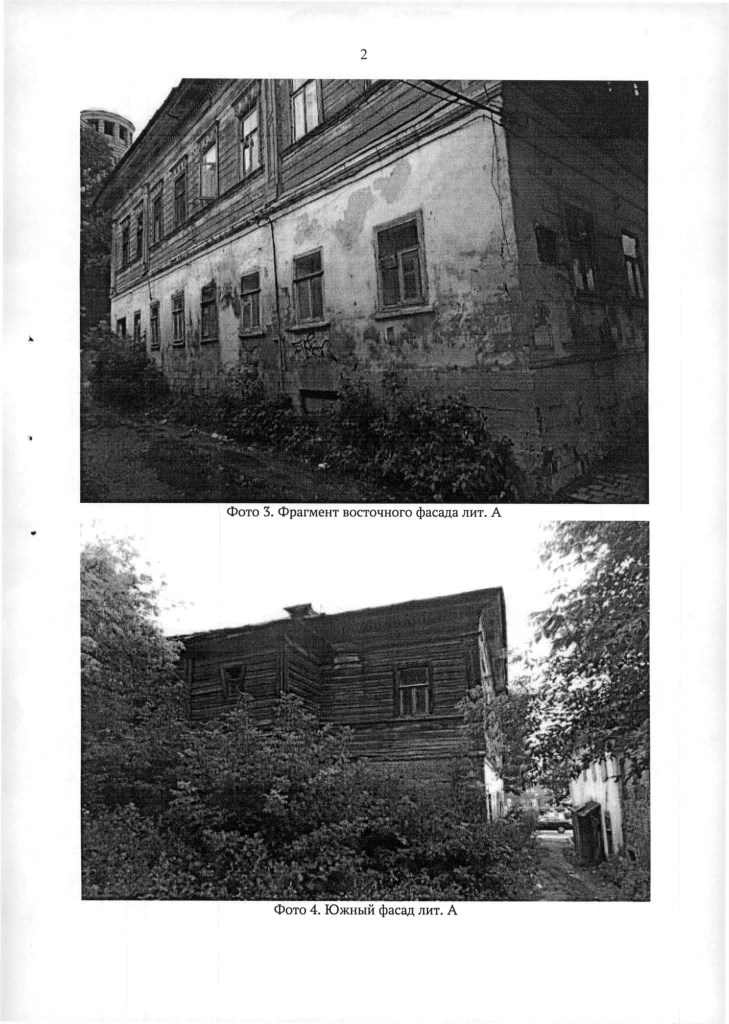 2
Фото 3. Фрагмент восточного фасада лит. А
Фото 4. Южный фасад лит. А